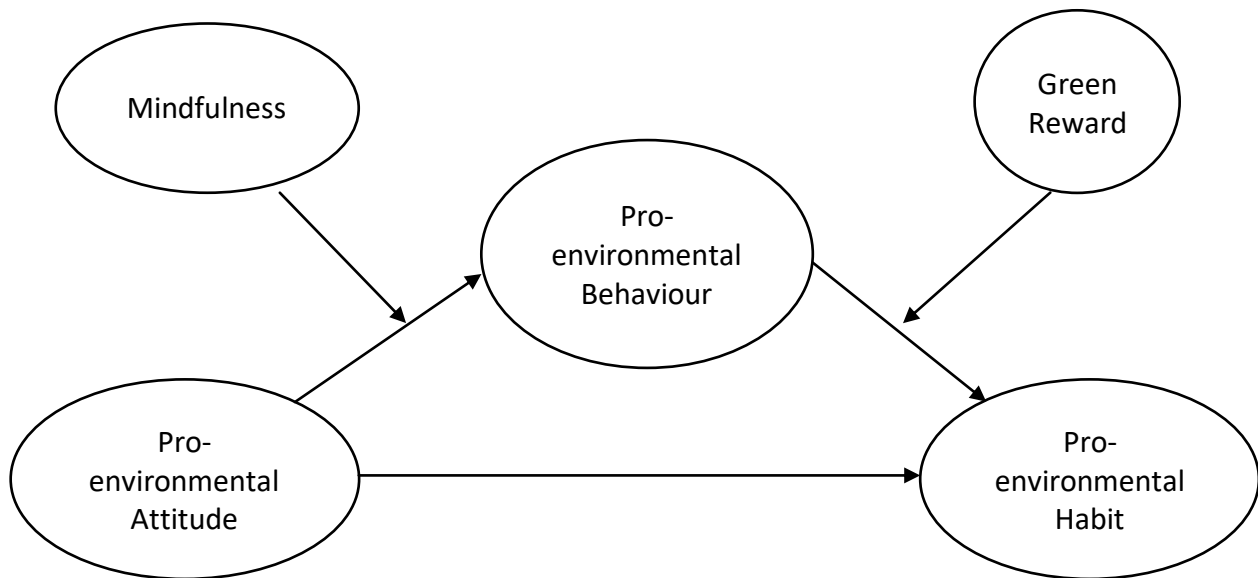 Mindfulness
Green
Reward
Pro-
environmental
Behaviour
Pro-
environmental
Attitude
Pro-
environmental
Habit